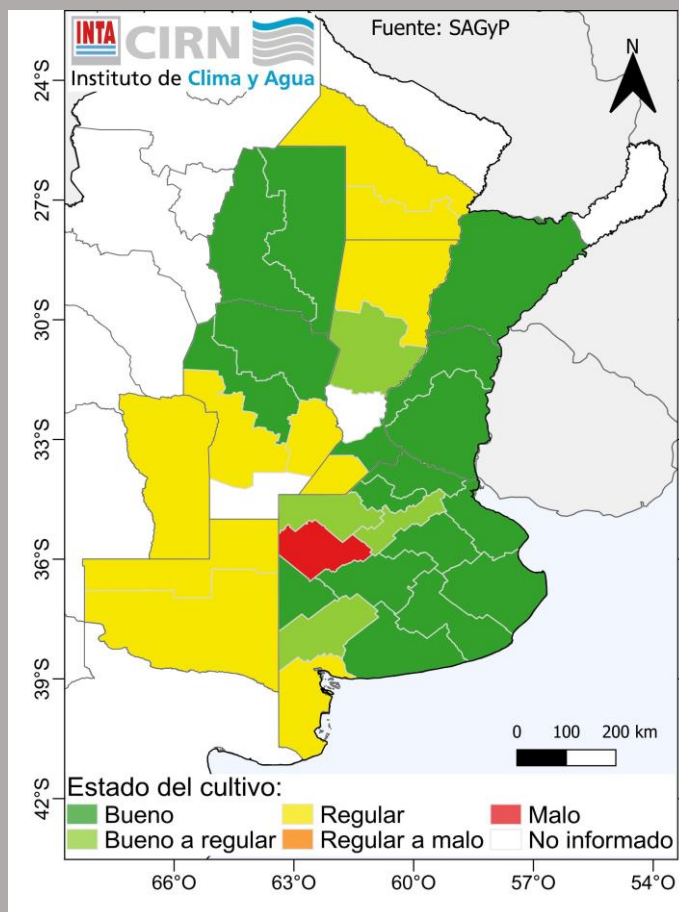 INTA
CIRN
Instituto de Clima y Agua
Fuente: SAGyP
N
24°S
27°S
30°S
33°S
36°S
39°S
42°S
0 100 200 km
Estado del cultivo:
Bueno
Regular
Malo
Bueno a regular
Regular a malo
No informado
66°O
63°O
60°O
57°O
54°O